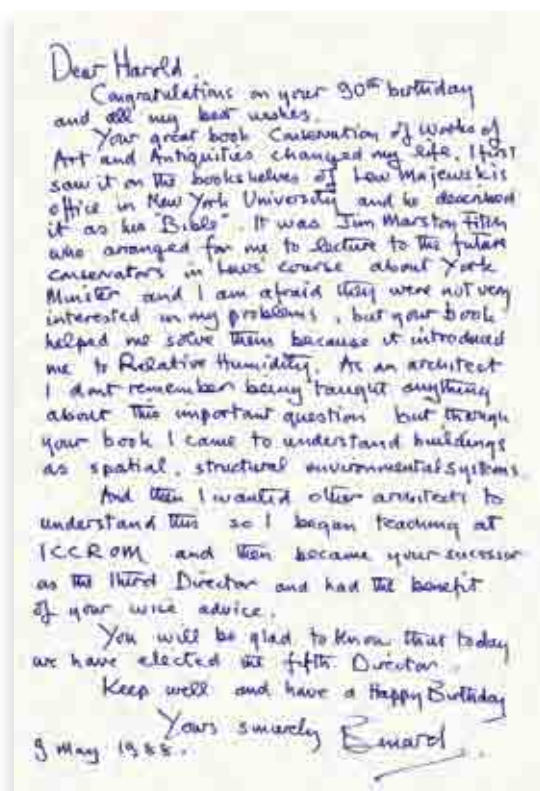 Dear Harold,
Congratulations on your 90th birthday
and all my best wishes.
Your great book Conservation of Works of
Art and Antiquities changed my life. I first
saw it on the bookshelves of Lew Majewskis
office in New York University and he described
it as his "Bible". It was Jim Marston Fitch
who arranged for me to lecture to the future
conservators in Lews' course about York
Minster and I am afraid they were not very
interested in my problems, but your book
helped me solve them because it introduced
me to Relative Humidity. As an architect
I dont remember being taught anything
about this important question but through
your book I came to understand buildings
as spatial, structural environmental systems.
And then I wanted other architects to
understand this so I began teaching at
ICCROM and then became your successor
as the third Director and had the benefit
of your wise advice.
You will be glad to know that today
we have elected the fifth Director.
Keep well and have a Happy Birthday
Yours sincerely Bernard.
9 May 1988.